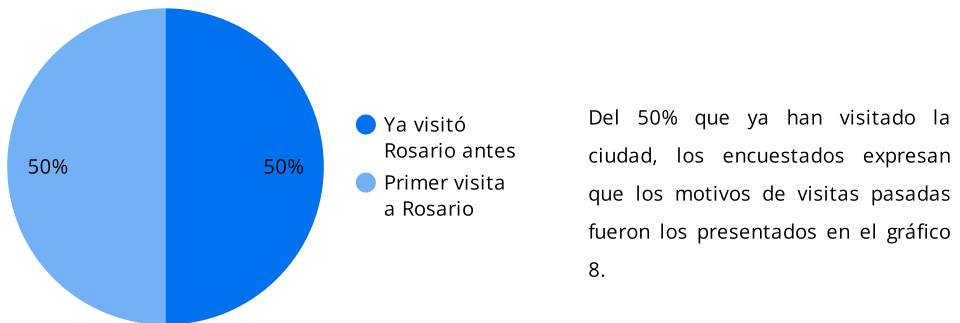 50%
50%
Ya visitó
Rosario antes
Primer visita
a Rosario
Del 50% que ya han visitado la
ciudad, los encuestados expresan
que los motivos de visitas pasadas
fueron los presentados en el gráfico
8.